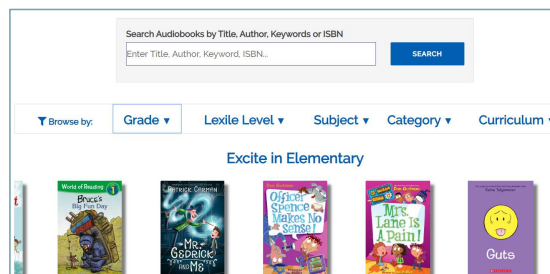 Search Audiobooks by Title, Author, Keywords or ISBN
Enter Title, Author, Keyword, ISBN...
SEARCH
Browse by:
Grade ▼
Lexile Level ▼
Subject ▼
Category ▼
Curriculum
Excite in Elementary
t
World of Reading
1
BRUCE'S
Big Fun Day
PATRICK CARMAN
MR.
GEDRICK
AND ME
Dan Gutman
Officer
Spence
Makes No
Sense!
Dan Gutman
Mrs.
Lane Is
A Pain!
Raina Telgemeier
Guts
SCHOLASTIC